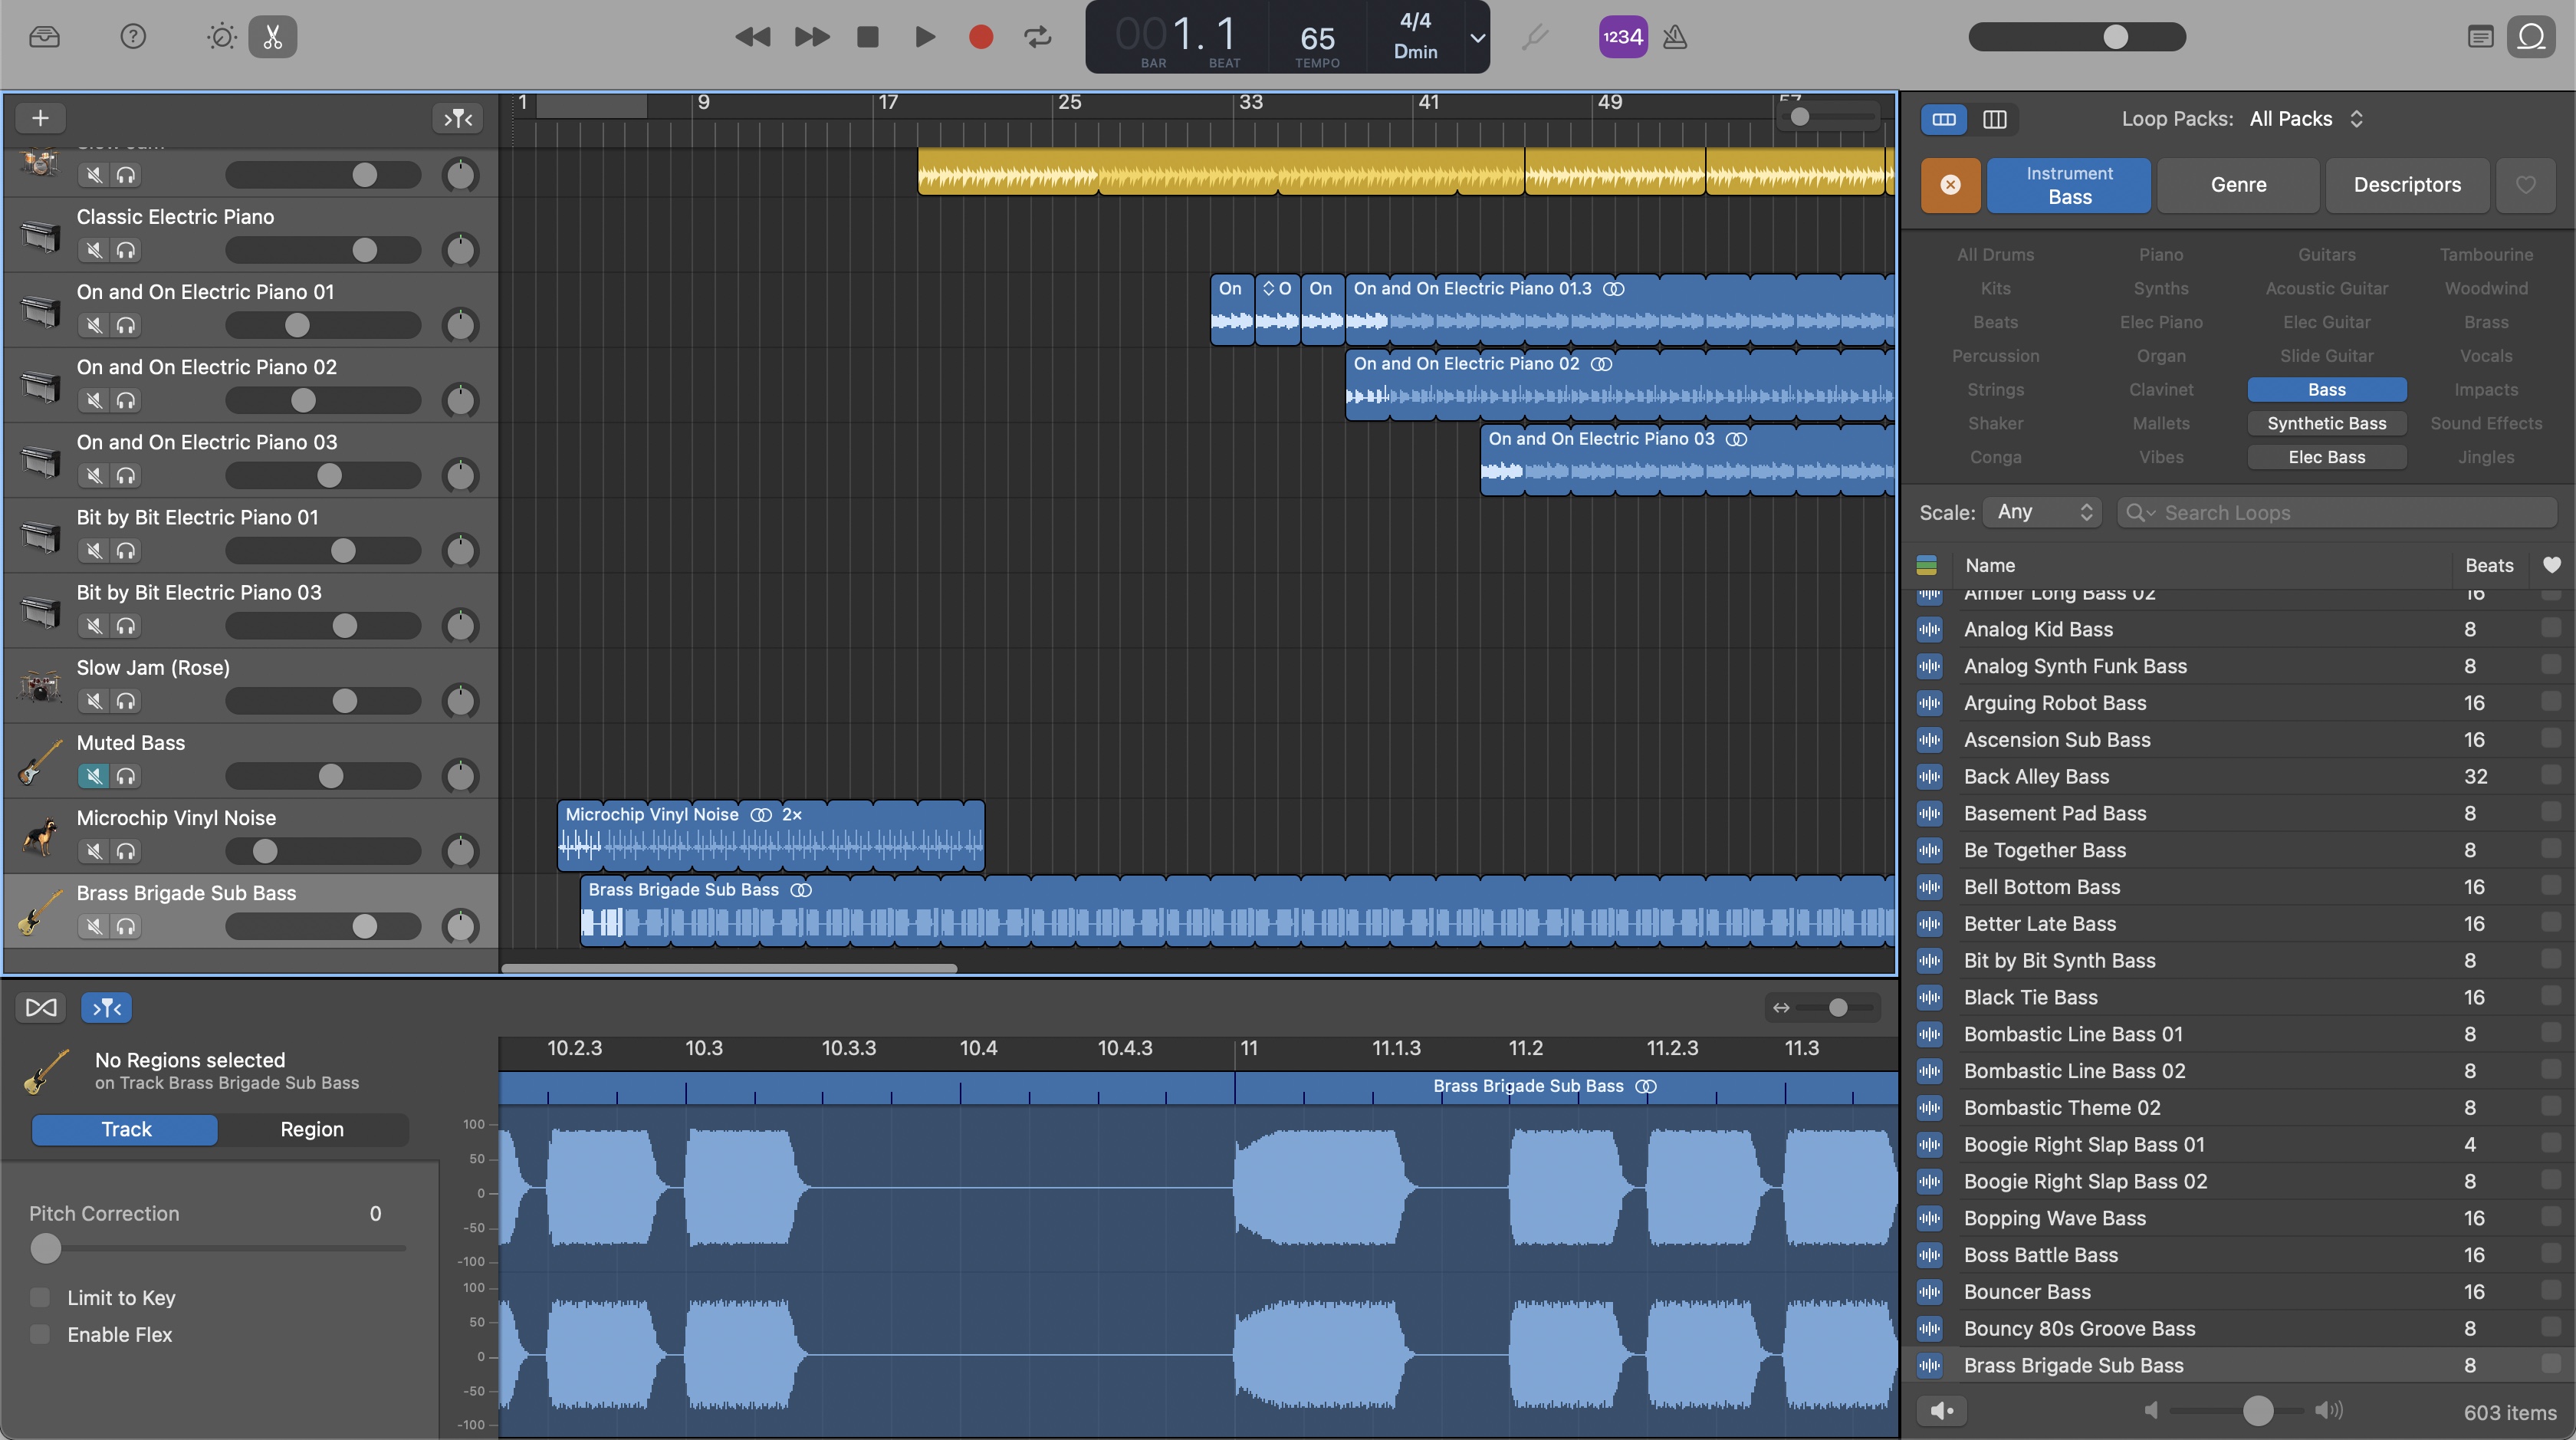 001. 1
BAR BEAT
65
TEMPO
4/4
Dmin
1234
1 9 17 25 33 41 49 57
Slow Jam
Classic Electric Piano
On and On Electric Piano 01
On and On Electric Piano 02
On and On Electric Piano 03
Bit by Bit Electric Piano 01
Bit by Bit Electric Piano 03
Slow Jam (Rose)
Muted Bass
Microchip Vinyl Noise
Brass Brigade Sub Bass
On O On On and On Electric Piano 01.3
On and On Electric Piano 02
On and On Electric Piano 03
Microchip Vinyl Noise 2x
Brass Brigade Sub Bass
No Regions selected
on Track Brass Brigade Sub Bass
Track Region
Pitch Correction 0
Limit to Key
Enable Flex
10.2.3 10.3 10.3.3 10.4 10.4.3 11 11.1.3 11.2 11.2.3 11.3
Brass Brigade Sub Bass
100
50
0
-50
-100
100
50
0
-50
-100
Loop Packs: All Packs
Instrument
Bass
Genre
Descriptors
All Drums Piano Guitars Tambourine
Kits Synths Acoustic Guitar Woodwind
Beats Elec Piano Elec Guitar Brass
Percussion Organ Slide Guitar Vocals
Strings Clavinet Bass Impacts
Shaker Mallets Synthetic Bass Sound Effects
Conga Vibes Elec Bass Jingles
Scale: Any Search Loops
Name Beats
Amber Long Bass 02 16
Analog Kid Bass 8
Analog Synth Funk Bass 8
Arguing Robot Bass 16
Ascension Sub Bass 16
Back Alley Bass 32
Basement Pad Bass 8
Be Together Bass 8
Bell Bottom Bass 16
Better Late Bass 16
Bit by Bit Synth Bass 8
Black Tie Bass 16
Bombastic Line Bass 01 8
Bombastic Line Bass 02 8
Bombastic Theme 02 8
Boogie Right Slap Bass 01 4
Boogie Right Slap Bass 02 8
Bopping Wave Bass 16
Boss Battle Bass 16
Bouncer Bass 16
Bouncy 80s Groove Bass 8
Brass Brigade Sub Bass 8
603 items